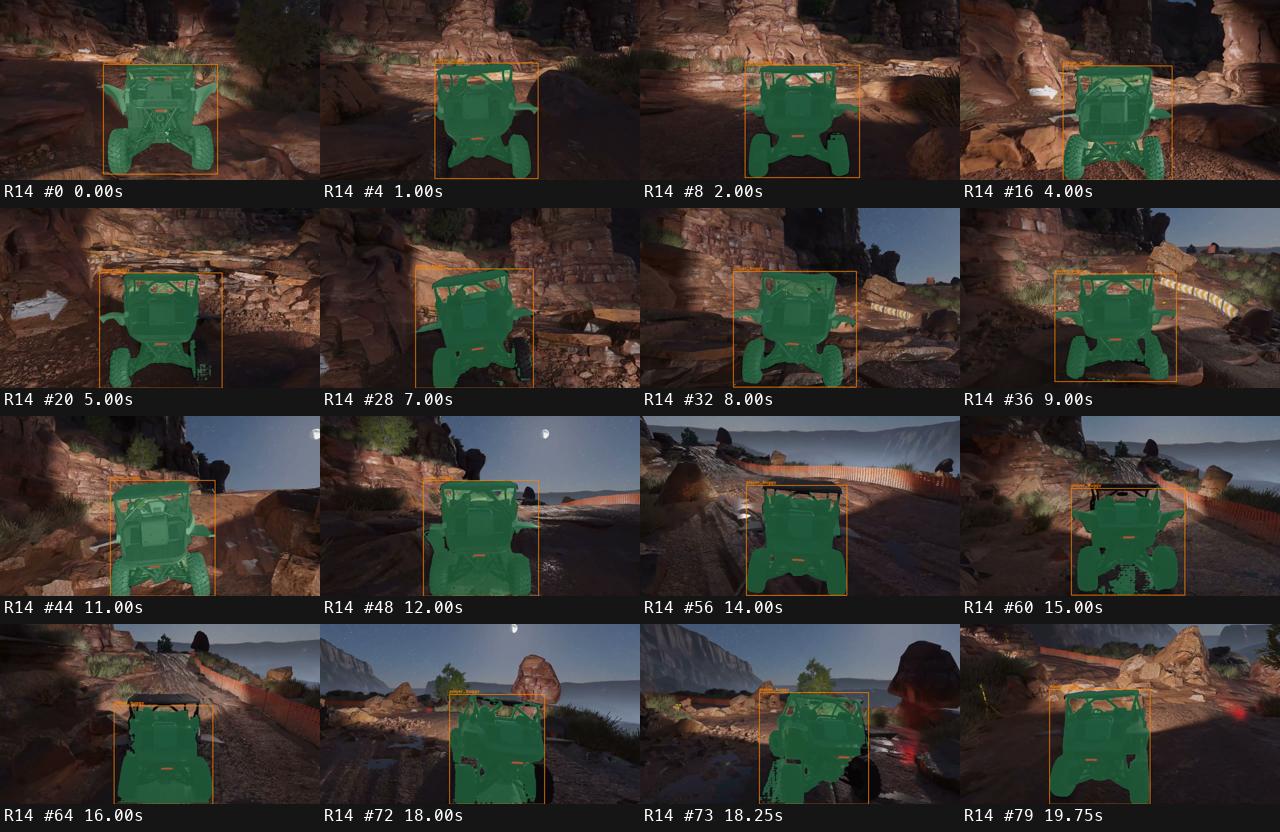 R14 #0 0.00s
R14 #4 1.00s
R14 #8 2.00s
R14 #16 4.00s
R14 #20 5.00s
R14 #28 7.00s
R14 #32 8.00s
R14 #36 9.00s
R14 #44 11.00s
R14 #48 12.00s
R14 #56 14.00s
R14 #60 15.00s
R14 #64 16.00s
R14 #72 18.00s
R14 #73 18.25s
R14 #79 19.75s